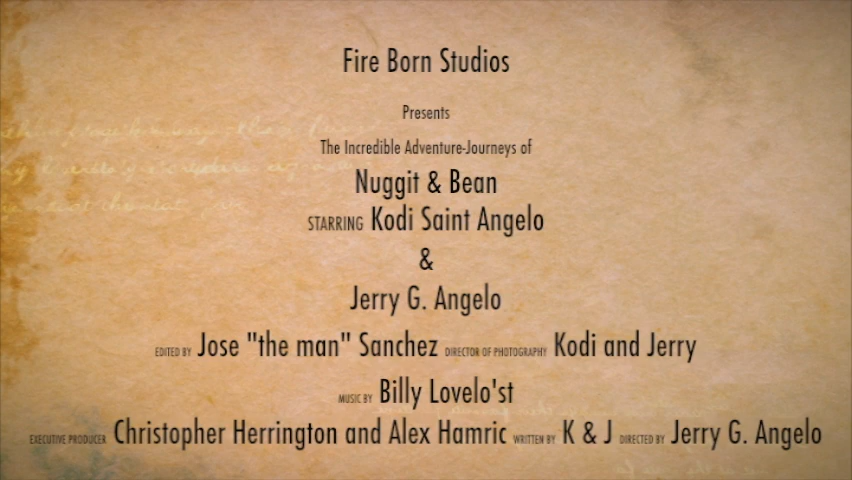 Fire Born Studios
Presents
The Incredible Adventure-Journeys of
Nuggit & Bean
STARRING Kodi Saint Angelo
&
Jerry G. Angelo
EDITED BY Jose "the man" Sanchez DIRECTOR OF PHOTOGRAPHY Kodi and Jerry
MUSIC BY Billy Lovelo'st
EXECUTIVE PRODUCER Christopher Herrington and Alex Hamric WRITTEN BY K & J DIRECTED BY Jerry G. Angelo